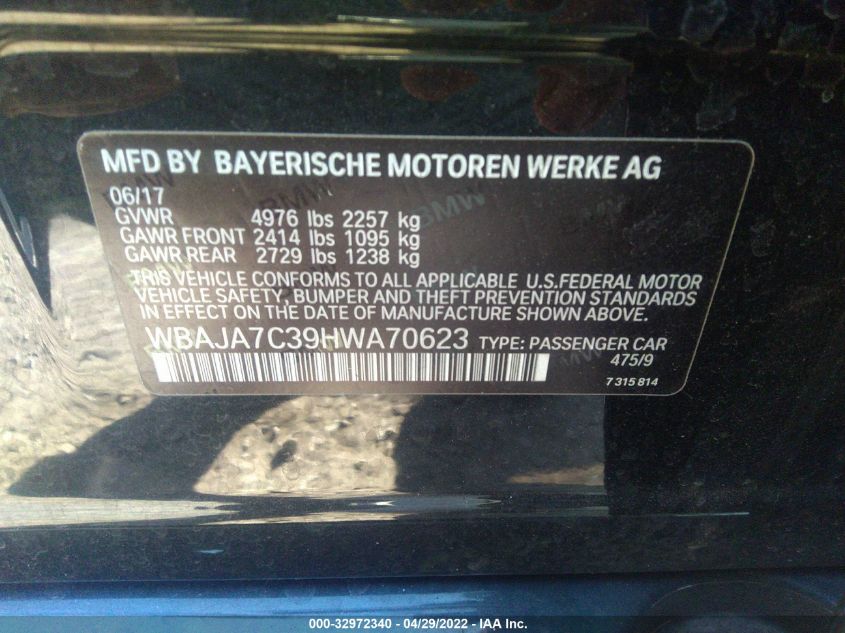 MFD BY BAYERISCHE MOTOREN WERKE AG
06/17
GVWR 4976 lbs 2257 kg
GAWR FRONT 2414 lbs 1095 kg
GAWR REAR 2729 lbs 1238 kg
THIS VEHICLE CONFORMS TO ALL APPLICABLE U.S.FEDERAL MOTOR
VEHICLE SAFETY, BUMPER AND THEFT PREVENTION STANDARDS
IN EFFECT ON THE DATE OF MANUFACTURE SHOWN ABOVE.
WBAJA7C39HWA70623 TYPE: PASSENGER CAR
475/9
7 315 814
000-32972340 - 04/29/2022 - IAA Inc.